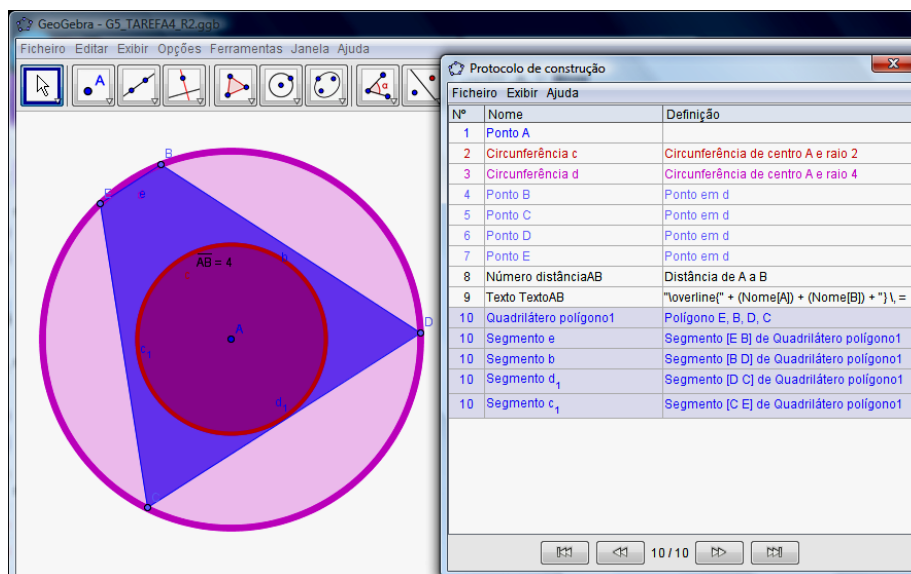 GeoGebra - G5_TAREFA4_R2.ggb
Ficheiro Editar Exibir Opções Ferramentas Janela Ajuda
A
α
B
E
e
AB = 4
c
b
A
D
c1
d1
Protocolo de construção
Ficheiro Exibir Ajuda
Nº Nome Definição
1 Ponto A
2 Circunferência c Circunferência de centro A e raio 2
3 Circunferência d Circunferência de centro A e raio 4
4 Ponto B Ponto em d
5 Ponto C Ponto em d
6 Ponto D Ponto em d
7 Ponto E Ponto em d
8 Número distânciaAB Distância de A a B
9 Texto TextoAB "\overline{" + (Nome[A]) + (Nome[B]) + "} \, =
10 Quadrilátero polígono1 Polígono E, B, D, C
10 Segmento e Segmento [E B] de Quadrilátero polígono1
10 Segmento b Segmento [B D] de Quadrilátero polígono1
10 Segmento d1 Segmento [D C] de Quadrilátero polígono1
10 Segmento c1 Segmento [C E] de Quadrilátero polígono1
10 / 10